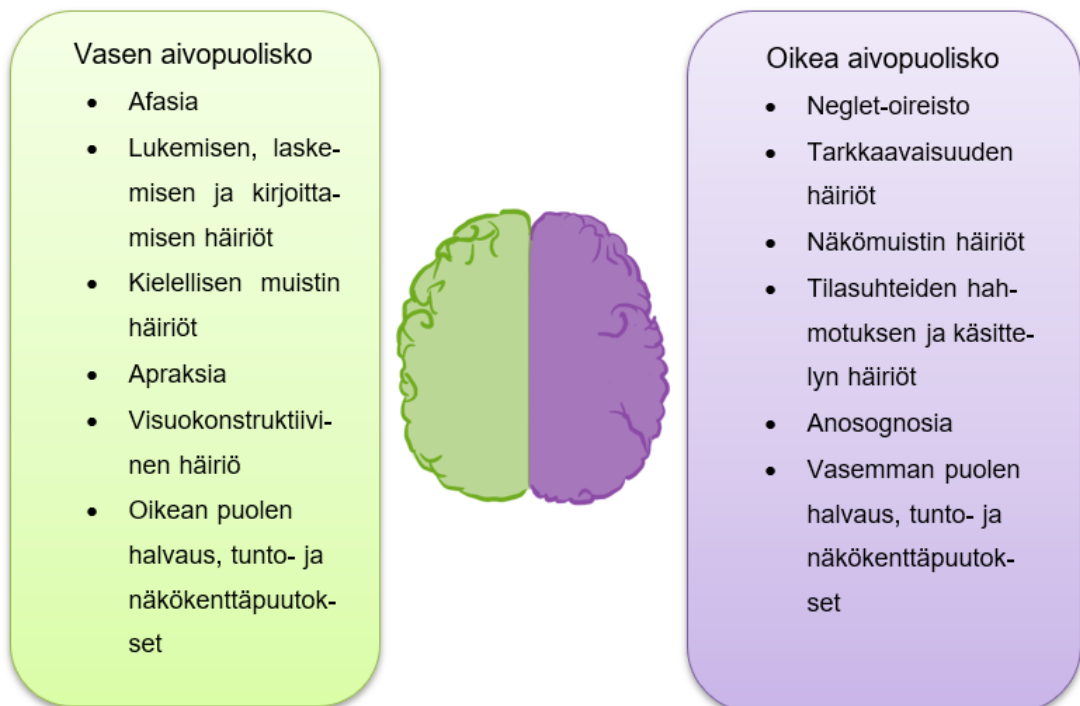 Vasen aivopuolisko
• Afasia
• Lukemisen, laske-
misen ja kirjoitta-
misen häiriöt
• Kielellisen muistin
häiriöt
• Apraksia
• Visuokonstruktiivi-
nen häiriö
• Oikean puolen
halvaus, tunto- ja
näkökenttäpuutok-
set
Oikea aivopuolisko
• Neglet-oireisto
• Tarkkaavaisuuden
häiriöt
• Näkömuistin häiriöt
• Tilasuhteiden hah-
motuksen ja käsitte-
lyn häiriöt
• Anosognosia
• Vasemman puolen
halvaus, tunto- ja
näkökenttäpuutok-
set